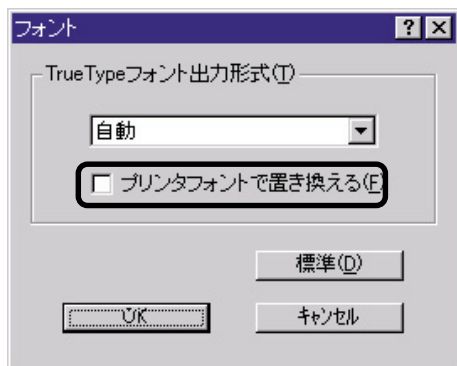 フォント
TrueTypeフォント出力形式(T)
自動
プリンタフォントで置き換える(F)
標準(D)
OK
キャンセル